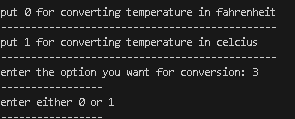 put 0 for converting temperature in fahrenheit
-----------------------------------------------
put 1 for converting temperature in celcius
-----------------------------------------------
enter the option you want for conversion: 3
-----------------
enter either 0 or 1
-----------------